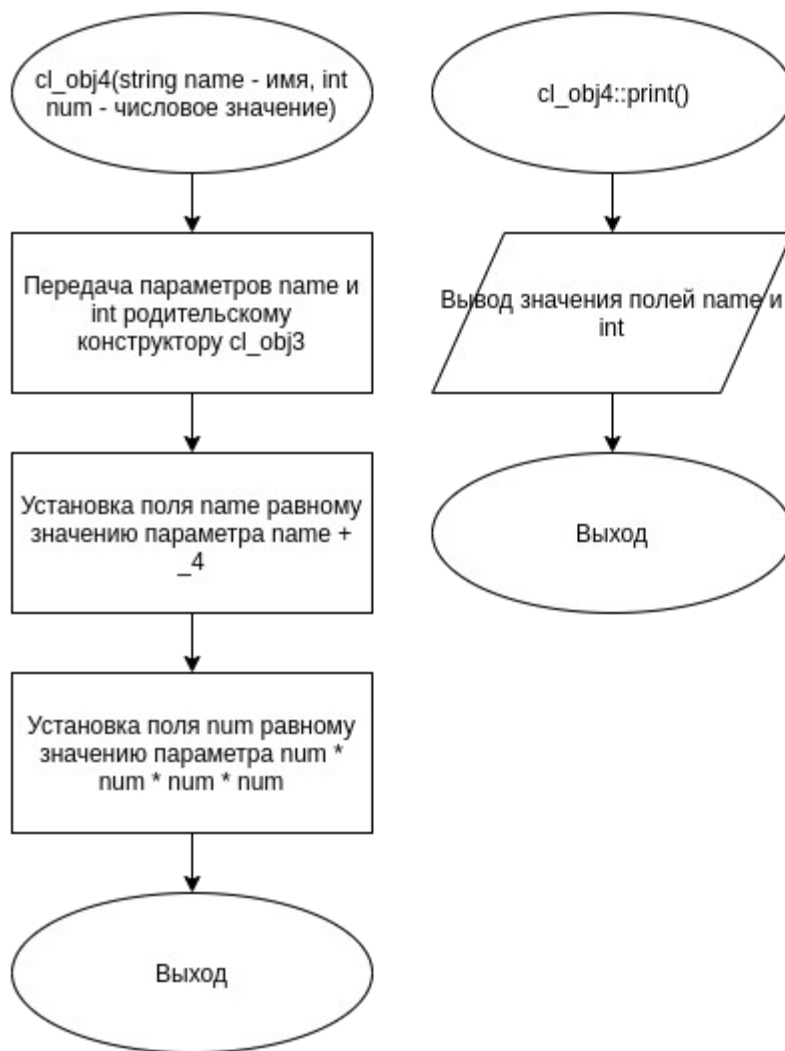 cl_obj4(string name - имя, int
num - числовое значение)
Передача параметров name и
int родительскому
конструктору cl_obj3
Установка поля name равному
значению параметра name +
_4
Установка поля num равному
значению параметра num *
num * num * num
Выход
cl_obj4::print()
Вывод значения полей name и
int
Выход